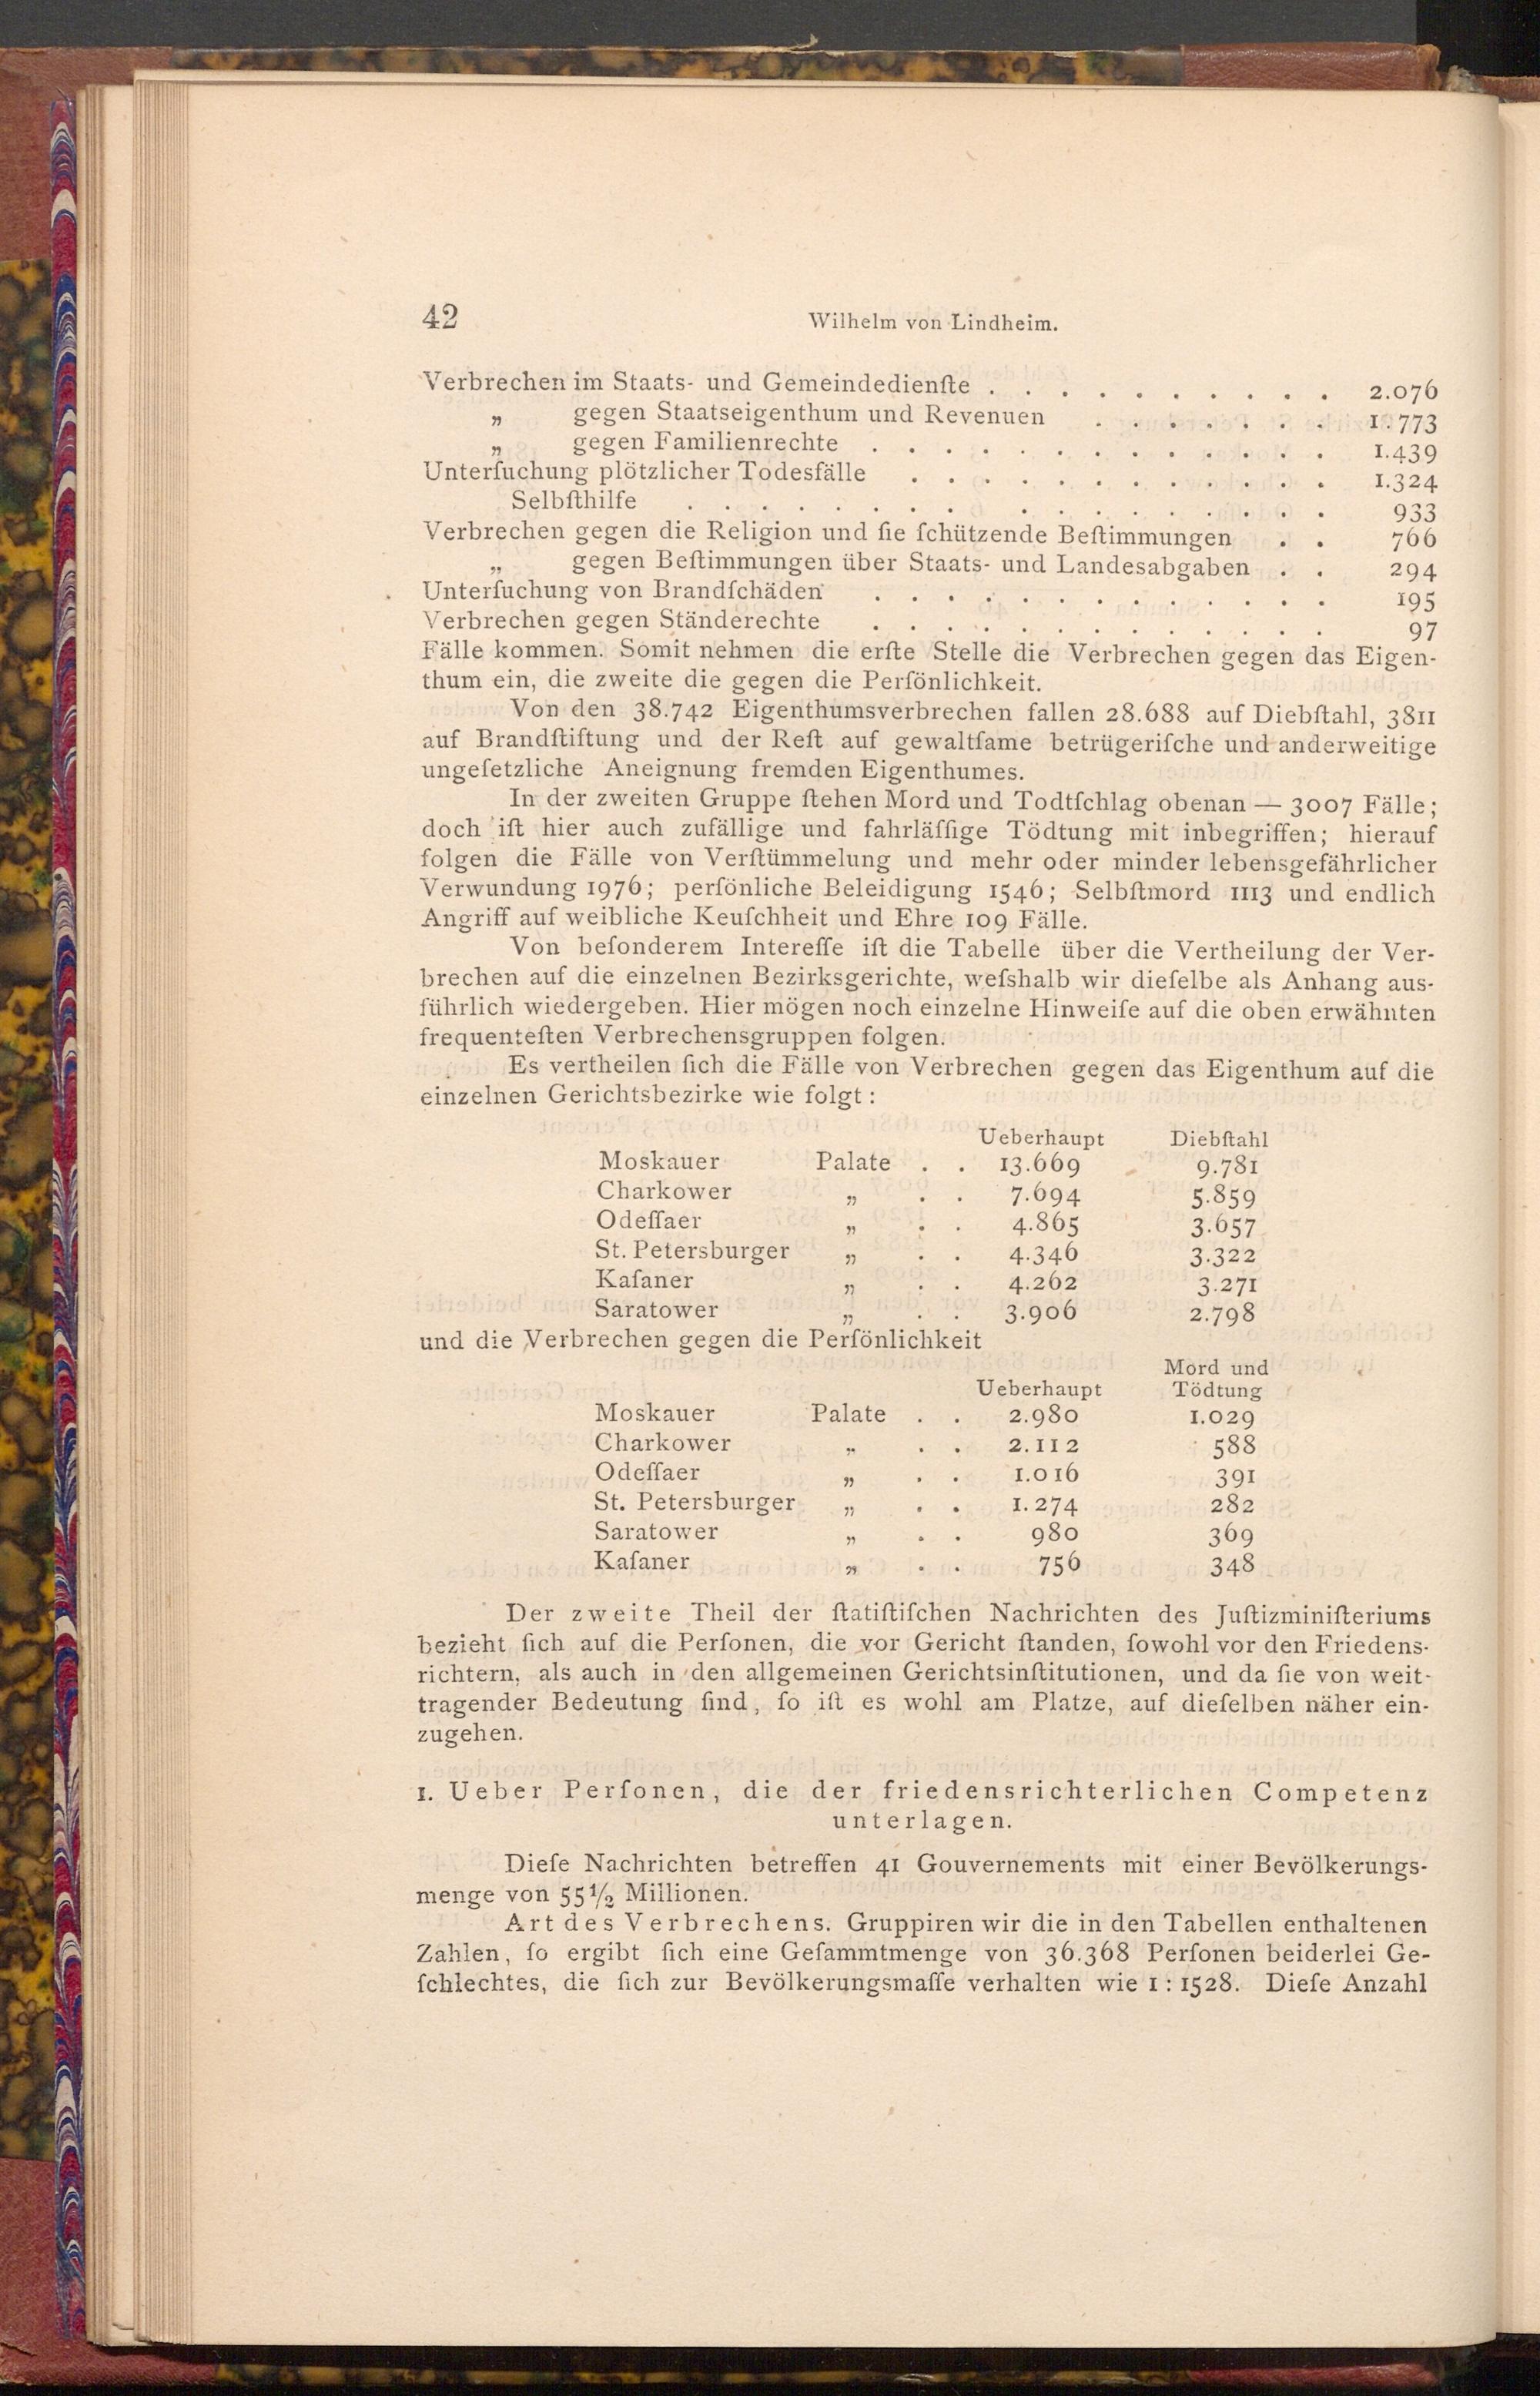 42 Wilhelm von Lindheim.
Verbrechen im Staats- und Gemeindedienſte . . . . . . . . . . 2.076
„ gegen Staatseigenthum und Revenuen . . . . . . . 1.773
„ gegen Familienrechte . . . . . . . . . . . . . 1.439
Unterſuchung plötzlicher Todesfälle . . . . . . . . . . . . 1.324
Selbſthilfe . . . . . . . . . . . . . . . . . 933
Verbrechen gegen die Religion und ſie ſchützende Beſtimmungen . . 766
„ gegen Beſtimmungen über Staats- und Landesabgaben . . 294
Unterſuchung von Brandſchäden . . . . . . . . . . . . . 195
Verbrechen gegen Ständerechte . . . . . . . . . . . . . 97
Fälle kommen. Somit nehmen die erſte Stelle die Verbrechen gegen das Eigen-
thum ein, die zweite die gegen die Perſönlichkeit.
Von den 38.742 Eigenthumsverbrechen fallen 28.688 auf Diebſtahl, 3811
auf Brandſtiftung und der Reſt auf gewaltſame betrügeriſche und anderweitige
ungeſetzliche Aneignung fremden Eigenthumes.
In der zweiten Gruppe ſtehen Mord und Todtſchlag obenan — 3007 Fälle;
doch iſt hier auch zufällige und fahrläſſige Tödtung mit inbegriffen; hierauf
folgen die Fälle von Verſtümmelung und mehr oder minder lebensgefährlicher
Verwundung 1976; perſönliche Beleidigung 1546; Selbſtmord 1113 und endlich
Angriff auf weibliche Keuſchheit und Ehre 109 Fälle.
Von beſonderem Intereſſe iſt die Tabelle über die Vertheilung der Ver-
brechen auf die einzelnen Bezirksgerichte, weſshalb wir dieſelbe als Anhang aus-
führlich wiedergeben. Hier mögen noch einzelne Hinweiſe auf die oben erwähnten
frequenteſten Verbrechensgruppen folgen.
Es vertheilen ſich die Fälle von Verbrechen gegen das Eigenthum auf die
einzelnen Gerichtsbezirke wie folgt:
Ueberhaupt Diebſtahl
Moskauer Palate . . 13.669 9.781
Charkower „ . . 7.694 5.859
Odeſſaer „ . . 4.865 3.657
St. Petersburger „ . . 4.346 3.322
Kaſaner „ . . 4.262 3.271
Saratower „ . . 3.906 2.798
und die Verbrechen gegen die Perſönlichkeit
Mord und
Ueberhaupt Tödtung
Moskauer Palate . . 2.980 1.029
Charkower „ . . 2.112 588
Odeſſaer „ . . 1.016 391
St. Petersburger „ . . 1.274 282
Saratower „ . . 980 369
Kaſaner „ . . 756 348
Der zweite Theil der ſtatiſtiſchen Nachrichten des Juſtizminiſteriums
bezieht ſich auf die Perſonen, die vor Gericht ſtanden, ſowohl vor den Friedens-
richtern, als auch in den allgemeinen Gerichtsinſtitutionen, und da ſie von weit-
tragender Bedeutung ſind, ſo iſt es wohl am Platze, auf dieſelben näher ein-
zugehen.
1. Ueber Perſonen, die der friedensrichterlichen Competenz
unterlagen.
Dieſe Nachrichten betreffen 41 Gouvernements mit einer Bevölkerungs-
menge von 55½ Millionen.
Art des Verbrechens. Gruppiren wir die in den Tabellen enthaltenen
Zahlen, ſo ergibt ſich eine Geſammtmenge von 36.368 Perſonen beiderlei Ge-
ſchlechtes, die ſich zur Bevölkerungsmaſſe verhalten wie 1 : 1528. Dieſe Anzahl